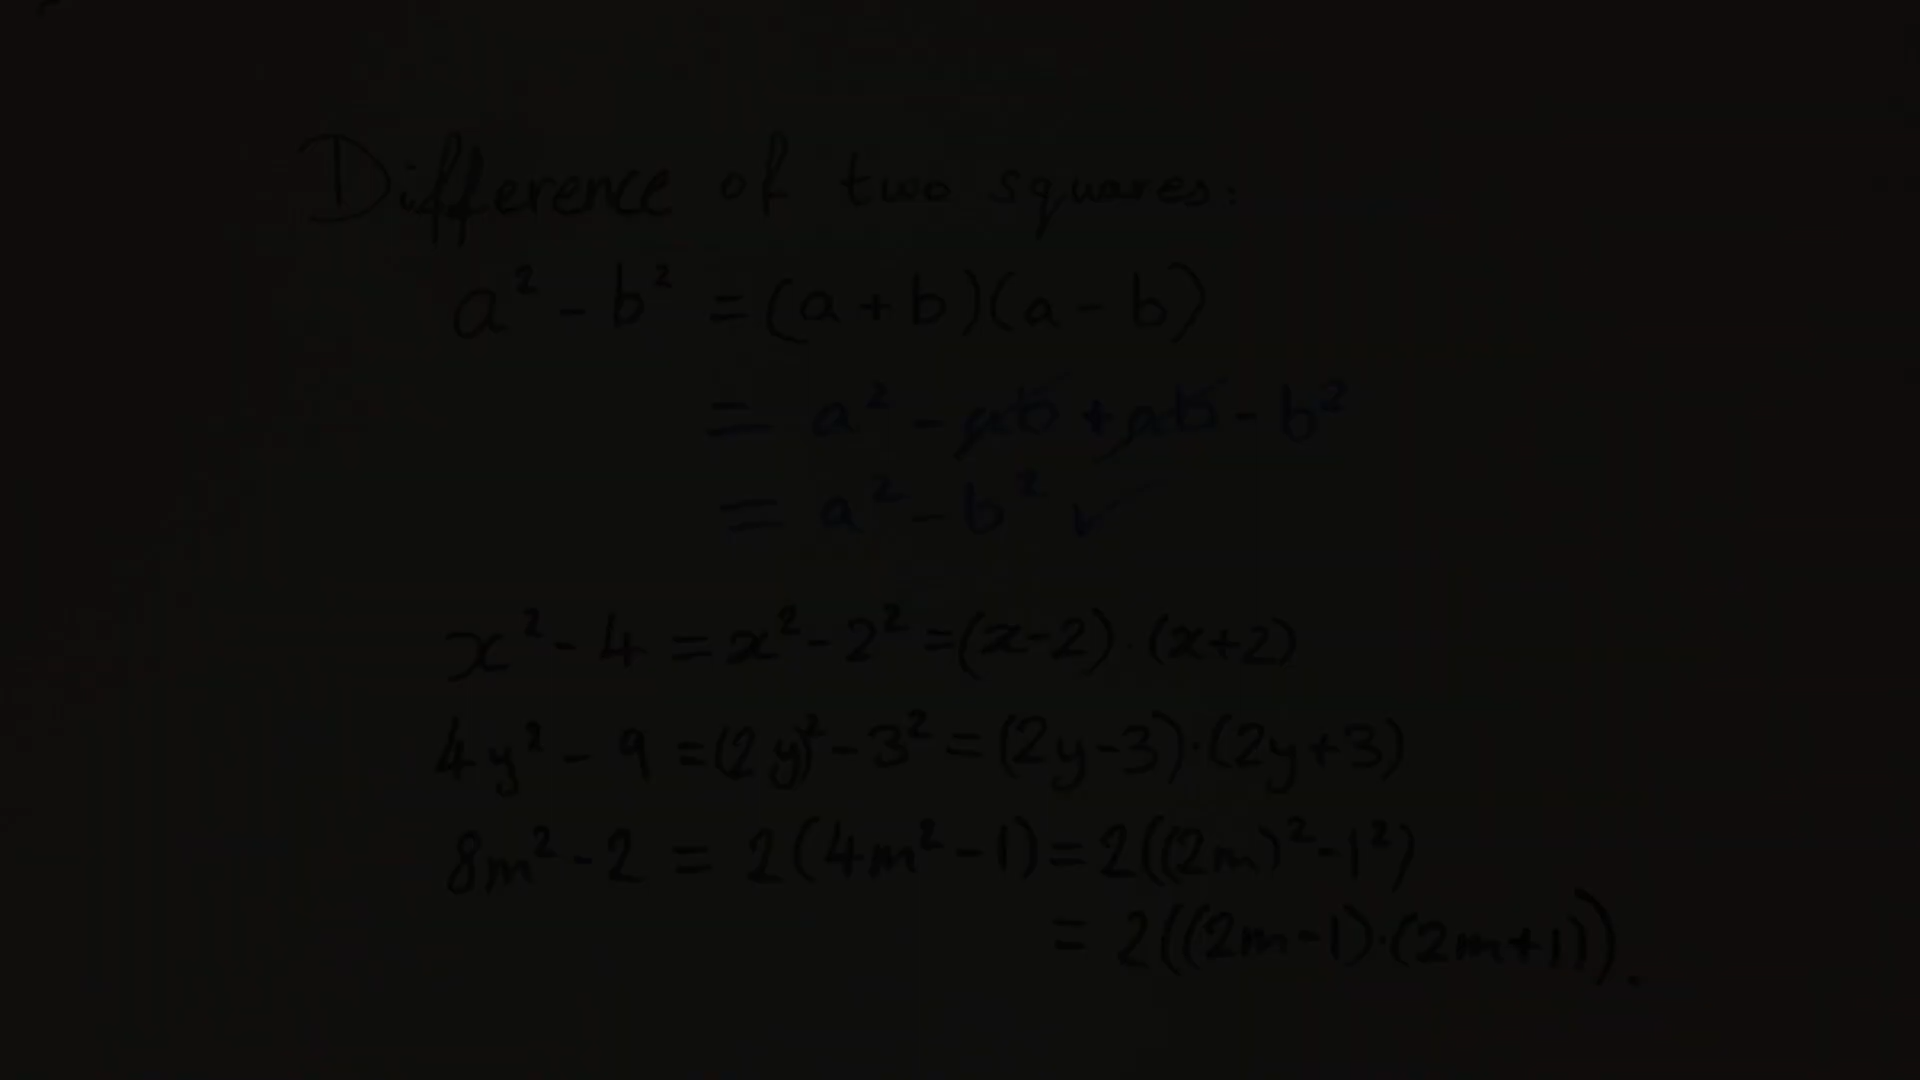 Difference of two squares:
a² - b² = (a + b)(a - b)
= a² - ab + ab - b²
= a² - b² ✓
x² - 4 = x² - 2² = (x-2) · (x+2)
4y² - 9 = (2y)² - 3² = (2y-3) · (2y+3)
8m² - 2 = 2(4m² - 1) = 2((2m)² - 1²)
= 2((2m-1) · (2m+1)).